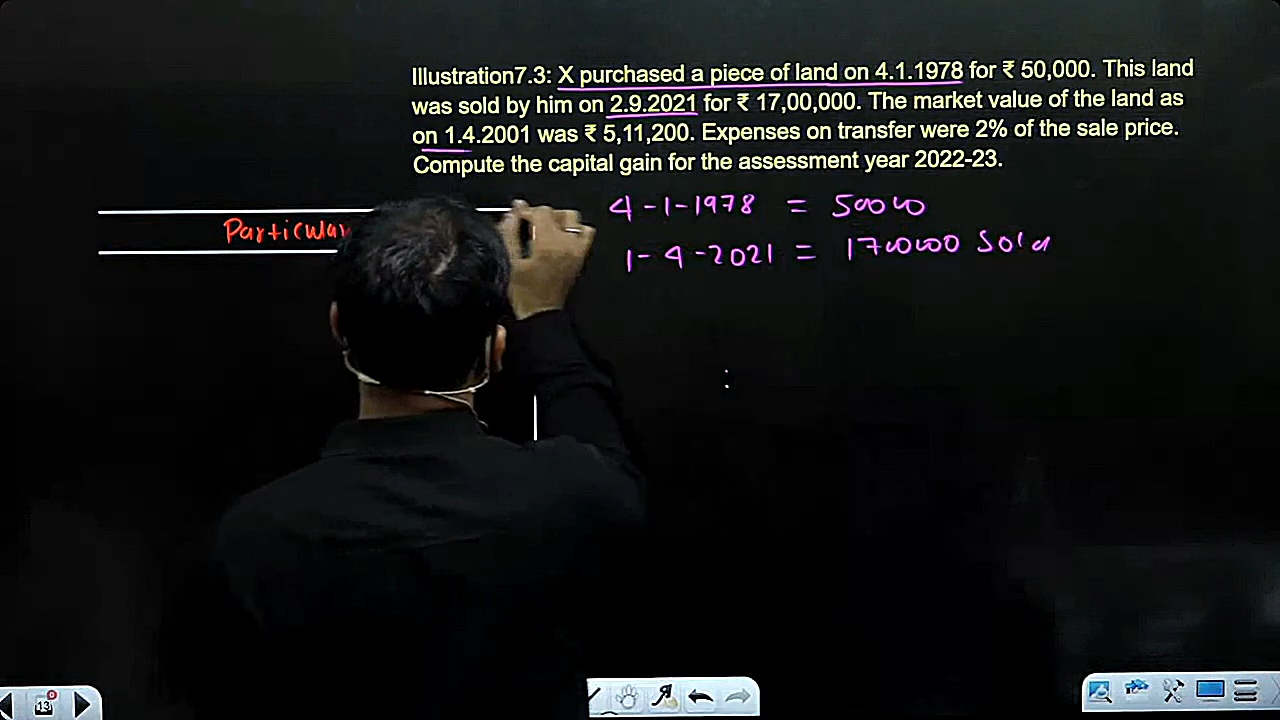 Illustration7.3: X purchased a piece of land on 4.1.1978 for ₹ 50,000. This land
was sold by him on 2.9.2021 for ₹ 17,00,000. The market value of the land as
on 1.4.2001 was ₹ 5,11,200. Expenses on transfer were 2% of the sale price.
Compute the capital gain for the assessment year 2022-23.
4-1-1978 = 50000
Particular
1-4-2021 = 1700000 Sold
13